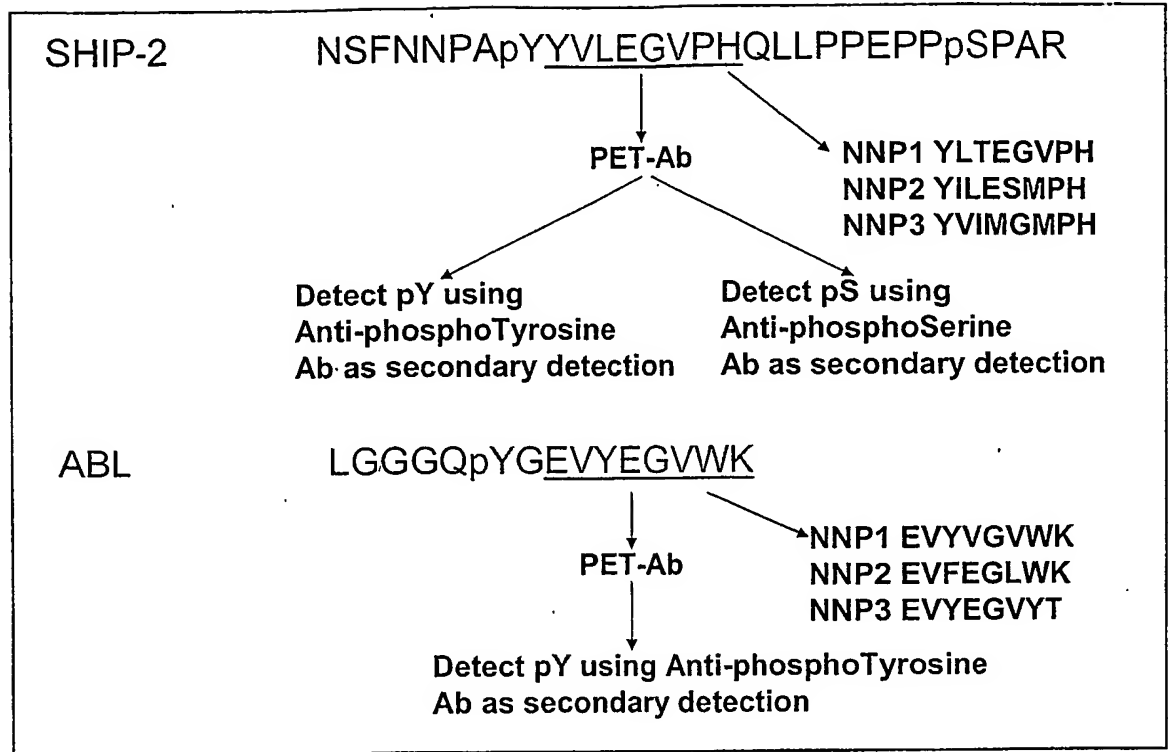 SHIP-2 NSFNNPApYYVLEGVPHQLLPPEPPpSPAR
PET-Ab
NNP1 YLTEGVPH
NNP2 YILESMPH
NNP3 YVIMGMPH
Detect pY using
Anti-phosphoTyrosine
Ab as secondary detection
Detect pS using
Anti-phosphoSerine
Ab as secondary detection
ABL LGGGQpYGEVYEGVWK
PET-Ab
NNP1 EVYVGVWK
NNP2 EVFEGLWK
NNP3 EVYEGVYT
Detect pY using Anti-phosphoTyrosine
Ab as secondary detection